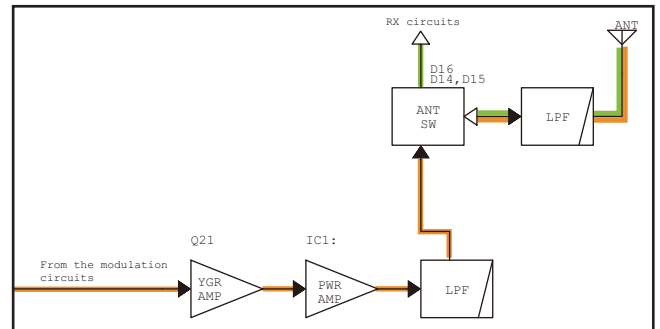 RX circuits
ANT
D16
D14,D15
ANT
SW
LPF
Q21
IC1:
From the modulation
circuits
YGR
AMP
PWR
AMP
LPF